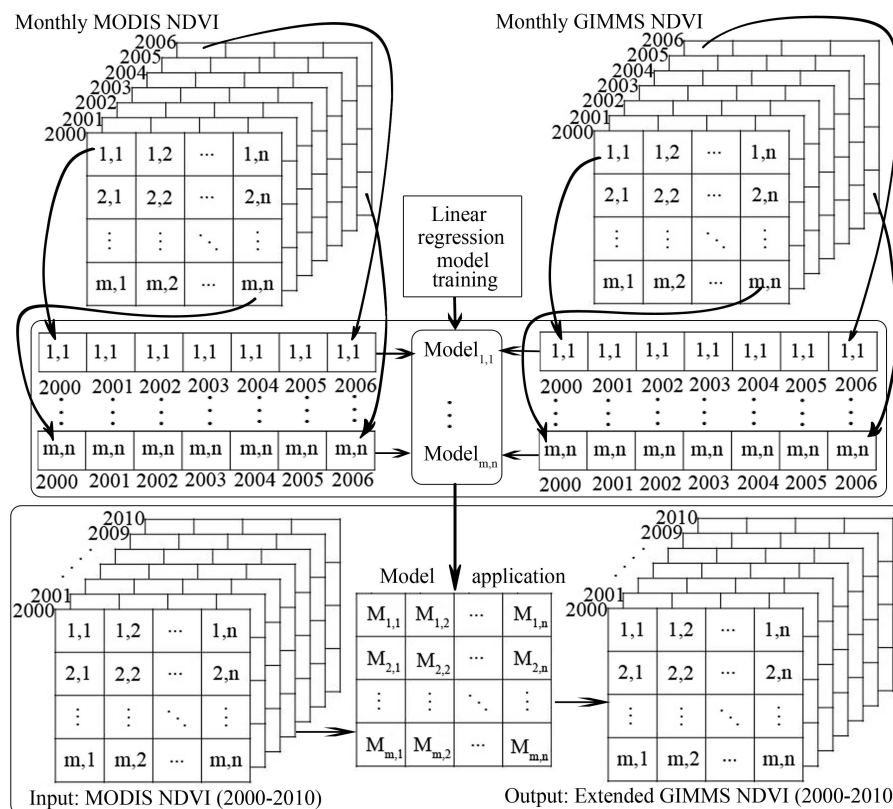 Monthly MODIS NDVI
2006
2005
2004
2003
2002
2001
2000
1,1 1,2 ... 1,n
2,1 2,2 ... 2,n
⋮ ⋮ ⋱ ⋮
m,1 m,2 ... m,n
Monthly GIMMS NDVI
2006
2005
2004
2003
2002
2001
2000
1,1 1,2 ... 1,n
2,1 2,2 ... 2,n
⋮ ⋮ ⋱ ⋮
m,1 m,2 ... m,n
Linear
regression
model
training
1,1 1,1 1,1 1,1 1,1 1,1 1,1
2000 2001 2002 2003 2004 2005 2006
⋮ ⋮ ⋮ ⋮ ⋮ ⋮ ⋮
m,n m,n m,n m,n m,n m,n m,n
2000 2001 2002 2003 2004 2005 2006
Model1,1
⋮
Modelm,n
1,1 1,1 1,1 1,1 1,1 1,1 1,1
2000 2001 2002 2003 2004 2005 2006
⋮ ⋮ ⋮ ⋮ ⋮ ⋮ ⋮
m,n m,n m,n m,n m,n m,n m,n
2000 2001 2002 2003 2004 2005 2006
2010
2009
. . .
2001
2000
1,1 1,2 ... 1,n
2,1 2,2 ... 2,n
⋮ ⋮ ⋱ ⋮
m,1 m,2 ... m,n
Input: MODIS NDVI (2000-2010)
Model application
M1,1 M1,2 ... M1,n
M2,1 M2,2 ... M2,n
⋮ ⋮ ⋱ ⋮
Mm,1 Mm,2 ... Mm,n
2010
2009
. . .
2001
2000
1,1 1,2 ... 1,n
2,1 2,2 ... 2,n
⋮ ⋮ ⋱ ⋮
m,1 m,2 ... m,n
Output: Extended GIMMS NDVI (2000-2010